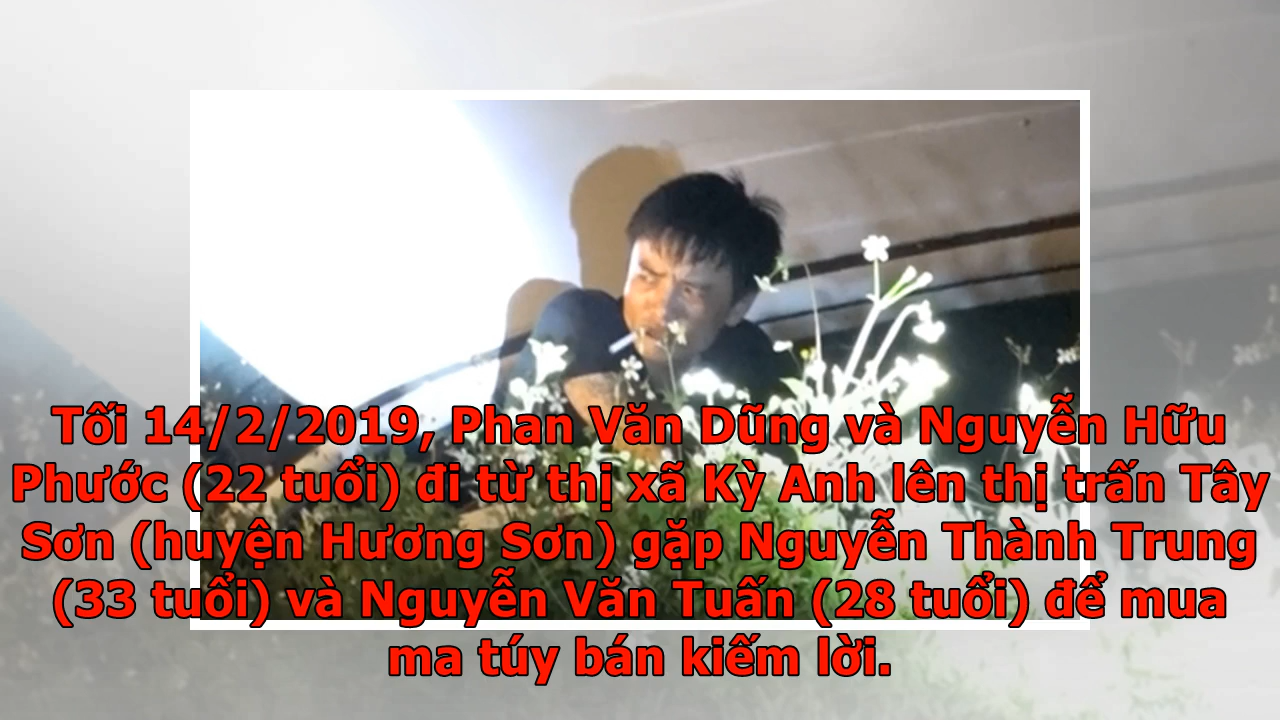 Tối 14/2/2019, Phan Văn Dũng và Nguyễn Hữu
Phước (22 tuổi) đi từ thị xã Kỳ Anh lên thị trấn Tây
Sơn (huyện Hương Sơn) gặp Nguyễn Thành Trung
(33 tuổi) và Nguyễn Văn Tuấn (28 tuổi) để mua
ma túy bán kiếm lời.